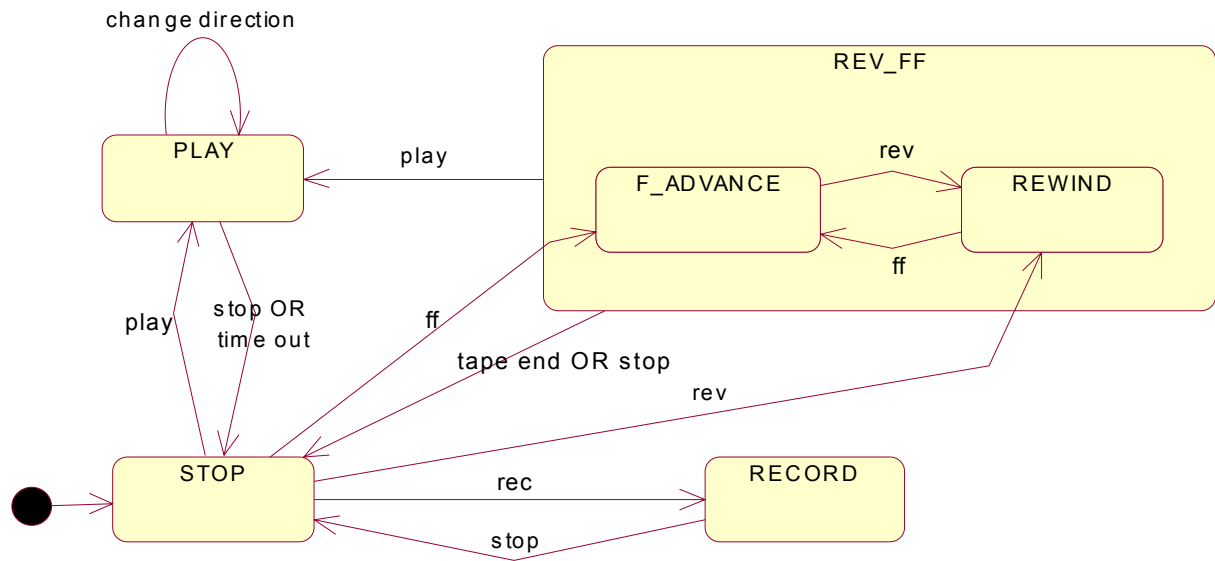 change direction
REV_FF
PLAY
play
rev
F_ADVANCE
REWIND
ff
stop OR
time out
play
ff
tape end OR stop
rev
STOP
rec
RECORD
stop